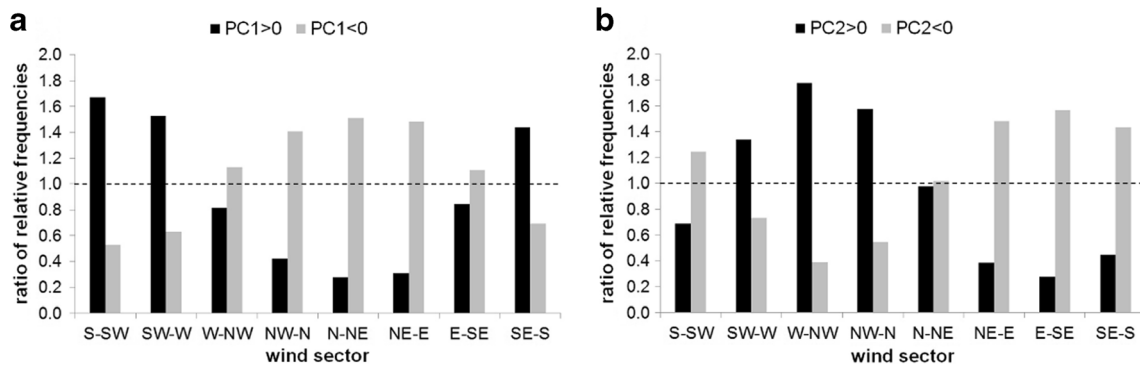 a
PC1>0 PC1<0
ratio of relative frequencies
2.0
1.8
1.6
1.4
1.2
1.0
0.8
0.6
0.4
0.2
0.0
S-SW SW-W W-NW NW-N N-NE NE-E E-SE SE-S
wind sector
b
PC2>0 PC2<0
ratio of relative frequencies
2.0
1.8
1.6
1.4
1.2
1.0
0.8
0.6
0.4
0.2
0.0
S-SW SW-W W-NW NW-N N-NE NE-E E-SE SE-S
wind sector